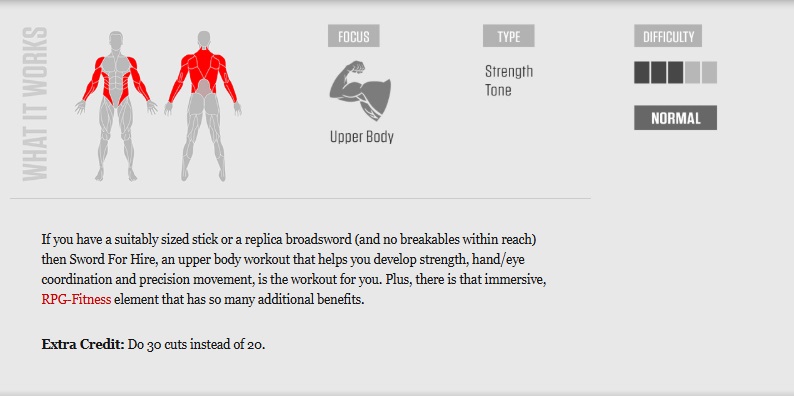 WHAT IT WORKS
FOCUS
Upper Body
TYPE
Strength
Tone
DIFFICULTY
NORMAL
If you have a suitably sized stick or a replica broadsword (and no breakables within reach)
then Sword For Hire, an upper body workout that helps you develop strength, hand/eye
coordination and precision movement, is the workout for you. Plus, there is that immersive,
RPG-Fitness element that has so many additional benefits.
Extra Credit: Do 30 cuts instead of 20.